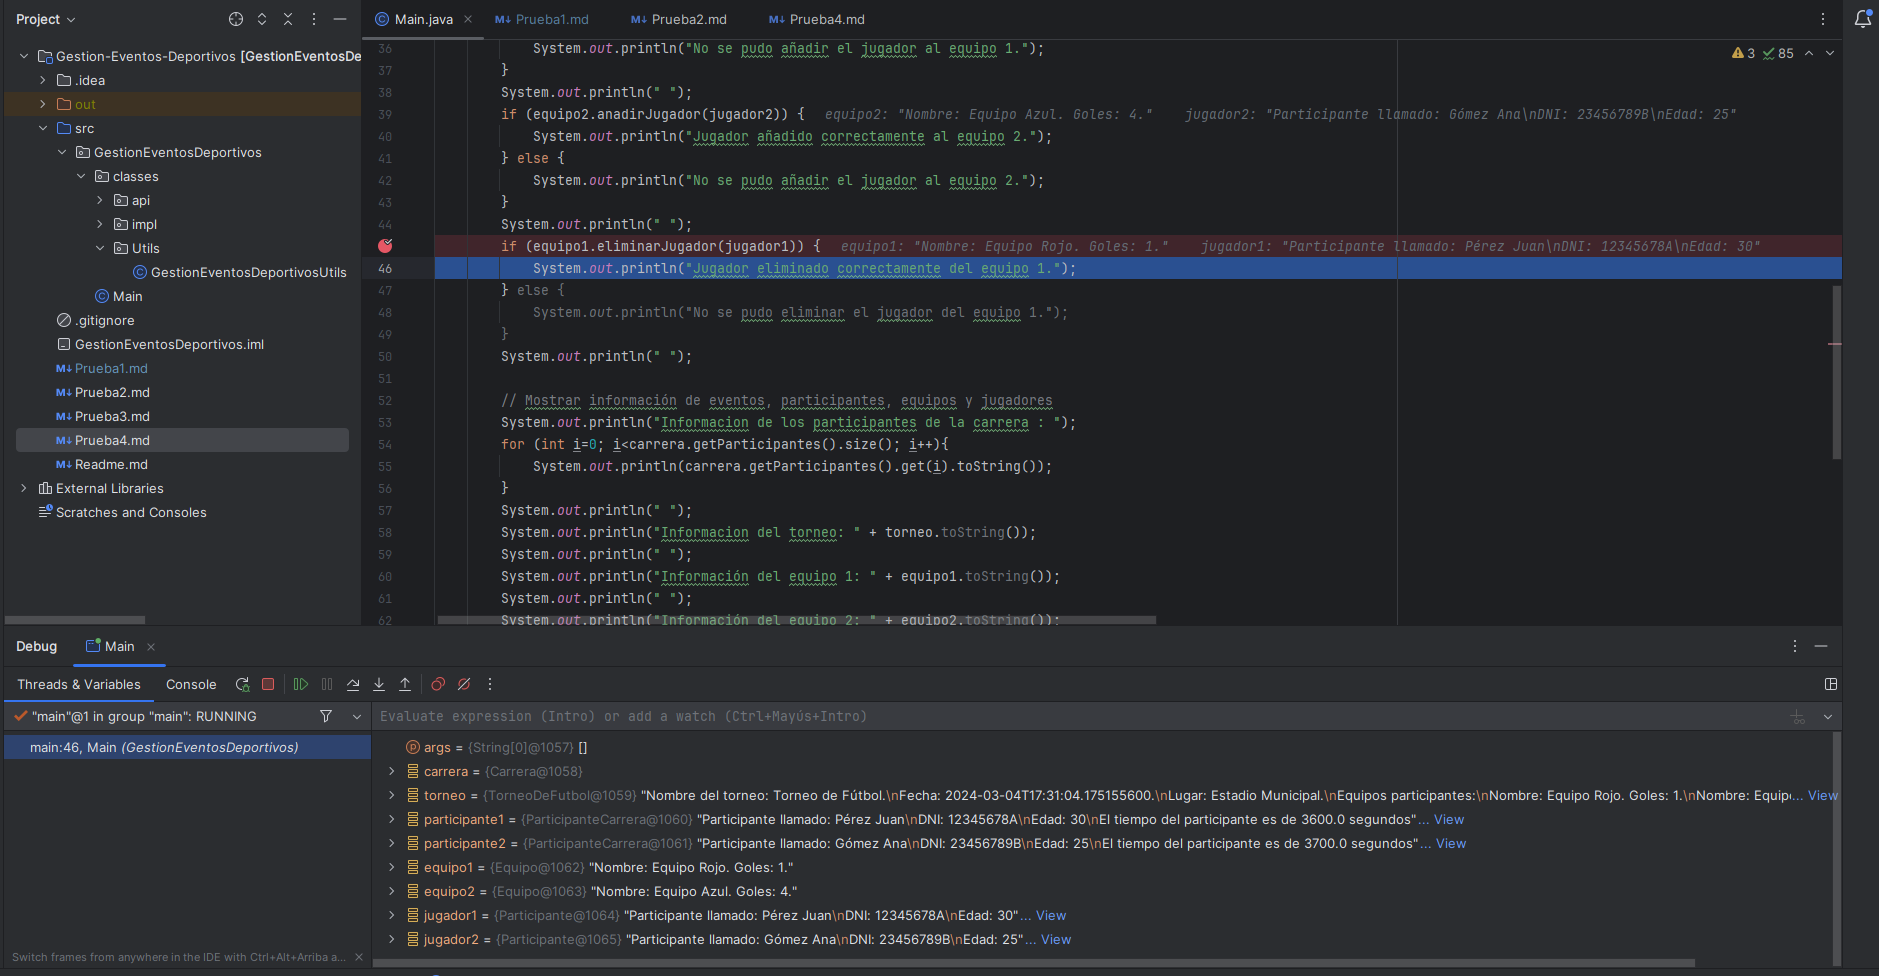 Project
Main.java
Prueba1.md
Prueba2.md
Prueba4.md
Gestion-Eventos-Deportivos [GestionEventosDe
.idea
out
src
GestionEventosDeportivos
classes
api
impl
Utils
GestionEventosDeportivosUtils
Main
.gitignore
GestionEventosDeportivos.iml
Prueba1.md
Prueba2.md
Prueba3.md
Prueba4.md
Readme.md
External Libraries
Scratches and Consoles
3 85
36 System.out.println("No se pudo añadir el jugador al equipo 1.");
37 }
38 System.out.println(" ");
39 if (equipo2.anadirJugador(jugador2)) { equipo2: "Nombre: Equipo Azul. Goles: 4." jugador2: "Participante llamado: Gómez Ana\nDNI: 23456789B\nEdad: 25"
40 System.out.println("Jugador añadido correctamente al equipo 2.");
41 } else {
42 System.out.println("No se pudo añadir el jugador al equipo 2.");
43 }
44 System.out.println(" ");
if (equipo1.eliminarJugador(jugador1)) { equipo1: "Nombre: Equipo Rojo. Goles: 1." jugador1: "Participante llamado: Pérez Juan\nDNI: 12345678A\nEdad: 30"
46 System.out.println("Jugador eliminado correctamente del equipo 1.");
47 } else {
48 System.out.println("No se pudo eliminar el jugador del equipo 1.");
49 }
50 System.out.println(" ");
51
52 // Mostrar información de eventos, participantes, equipos y jugadores
53 System.out.println("Informacion de los participantes de la carrera : ");
54 for (int i=0; i<carrera.getParticipantes().size(); i++){
55 System.out.println(carrera.getParticipantes().get(i).toString());
56 }
57 System.out.println(" ");
58 System.out.println("Informacion del torneo: " + torneo.toString());
59 System.out.println(" ");
60 System.out.println("Información del equipo 1: " + equipo1.toString());
61 System.out.println(" ");
62 System.out.println("Información del equipo 2: " + equipo2.toString());
Debug Main
Threads & Variables Console
"main"@1 in group "main": RUNNING
main:46, Main (GestionEventosDeportivos)
Switch frames from anywhere in the IDE with Ctrl+Alt+Arriba a...
Evaluate expression (Intro) or add a watch (Ctrl+Mayús+Intro)
args = {String[0]@1057} []
carrera = {Carrera@1058}
torneo = {TorneoDeFutbol@1059} "Nombre del torneo: Torneo de Fútbol.\nFecha: 2024-03-04T17:31:04.175155600.\nLugar: Estadio Municipal.\nEquipos participantes:\nNombre: Equipo Rojo. Goles: 1.\nNombre: Equip... View
participante1 = {ParticipanteCarrera@1060} "Participante llamado: Pérez Juan\nDNI: 12345678A\nEdad: 30\nEl tiempo del participante es de 3600.0 segundos"... View
participante2 = {ParticipanteCarrera@1061} "Participante llamado: Gómez Ana\nDNI: 23456789B\nEdad: 25\nEl tiempo del participante es de 3700.0 segundos"... View
equipo1 = {Equipo@1062} "Nombre: Equipo Rojo. Goles: 1."
equipo2 = {Equipo@1063} "Nombre: Equipo Azul. Goles: 4."
jugador1 = {Participante@1064} "Participante llamado: Pérez Juan\nDNI: 12345678A\nEdad: 30"... View
jugador2 = {Participante@1065} "Participante llamado: Gómez Ana\nDNI: 23456789B\nEdad: 25"... View